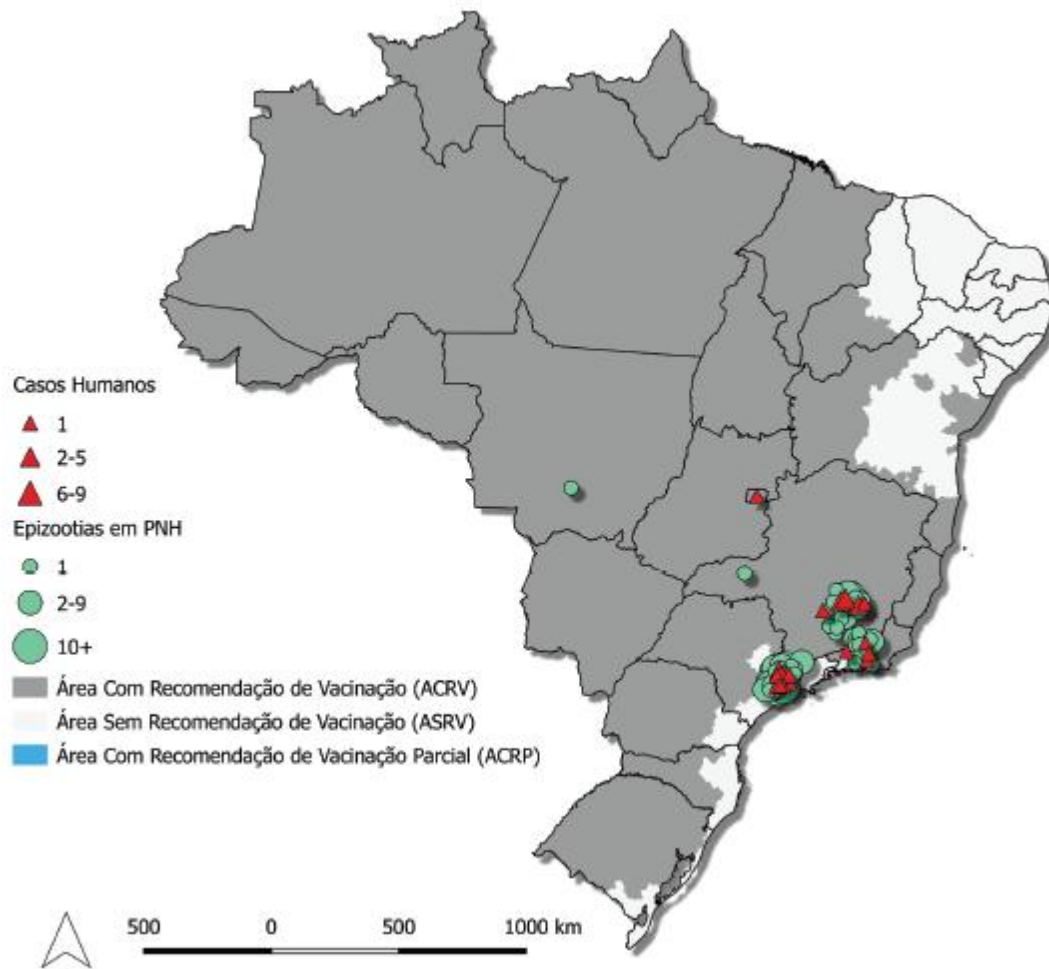 Casos Humanos
1
2-5
6-9
Epizootias em PNH
1
2-9
10+
Área Com Recomendação de Vacinação (ACRV)
Área Sem Recomendação de Vacinação (ASRV)
Área Com Recomendação de Vacinação Parcial (ACRP)
500 0 500 1000 km